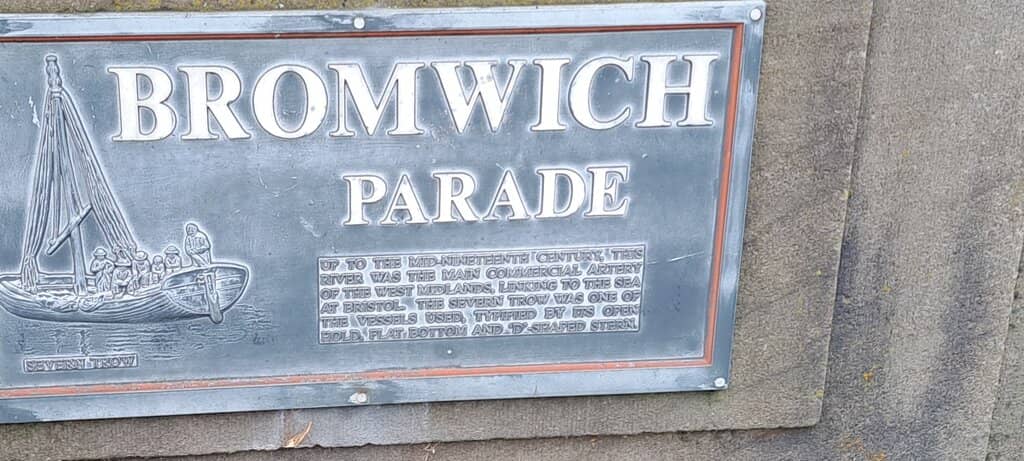 BROMWICH
PARADE
UP TO THE MID-NINETEENTH CENTURY, THIS
RIVER WAS THE MAIN COMMERCIAL ARTERY
OF THE WEST MIDLANDS, LINKING TO THE SEA
AT BRISTOL. THE SEVERN TROW WAS ONE OF
THE VESSELS USED, TYPIFIED BY ITS OPEN
HOLD, FLAT BOTTOM AND 'D'-SHAPED STERN.
SEVERN TROW